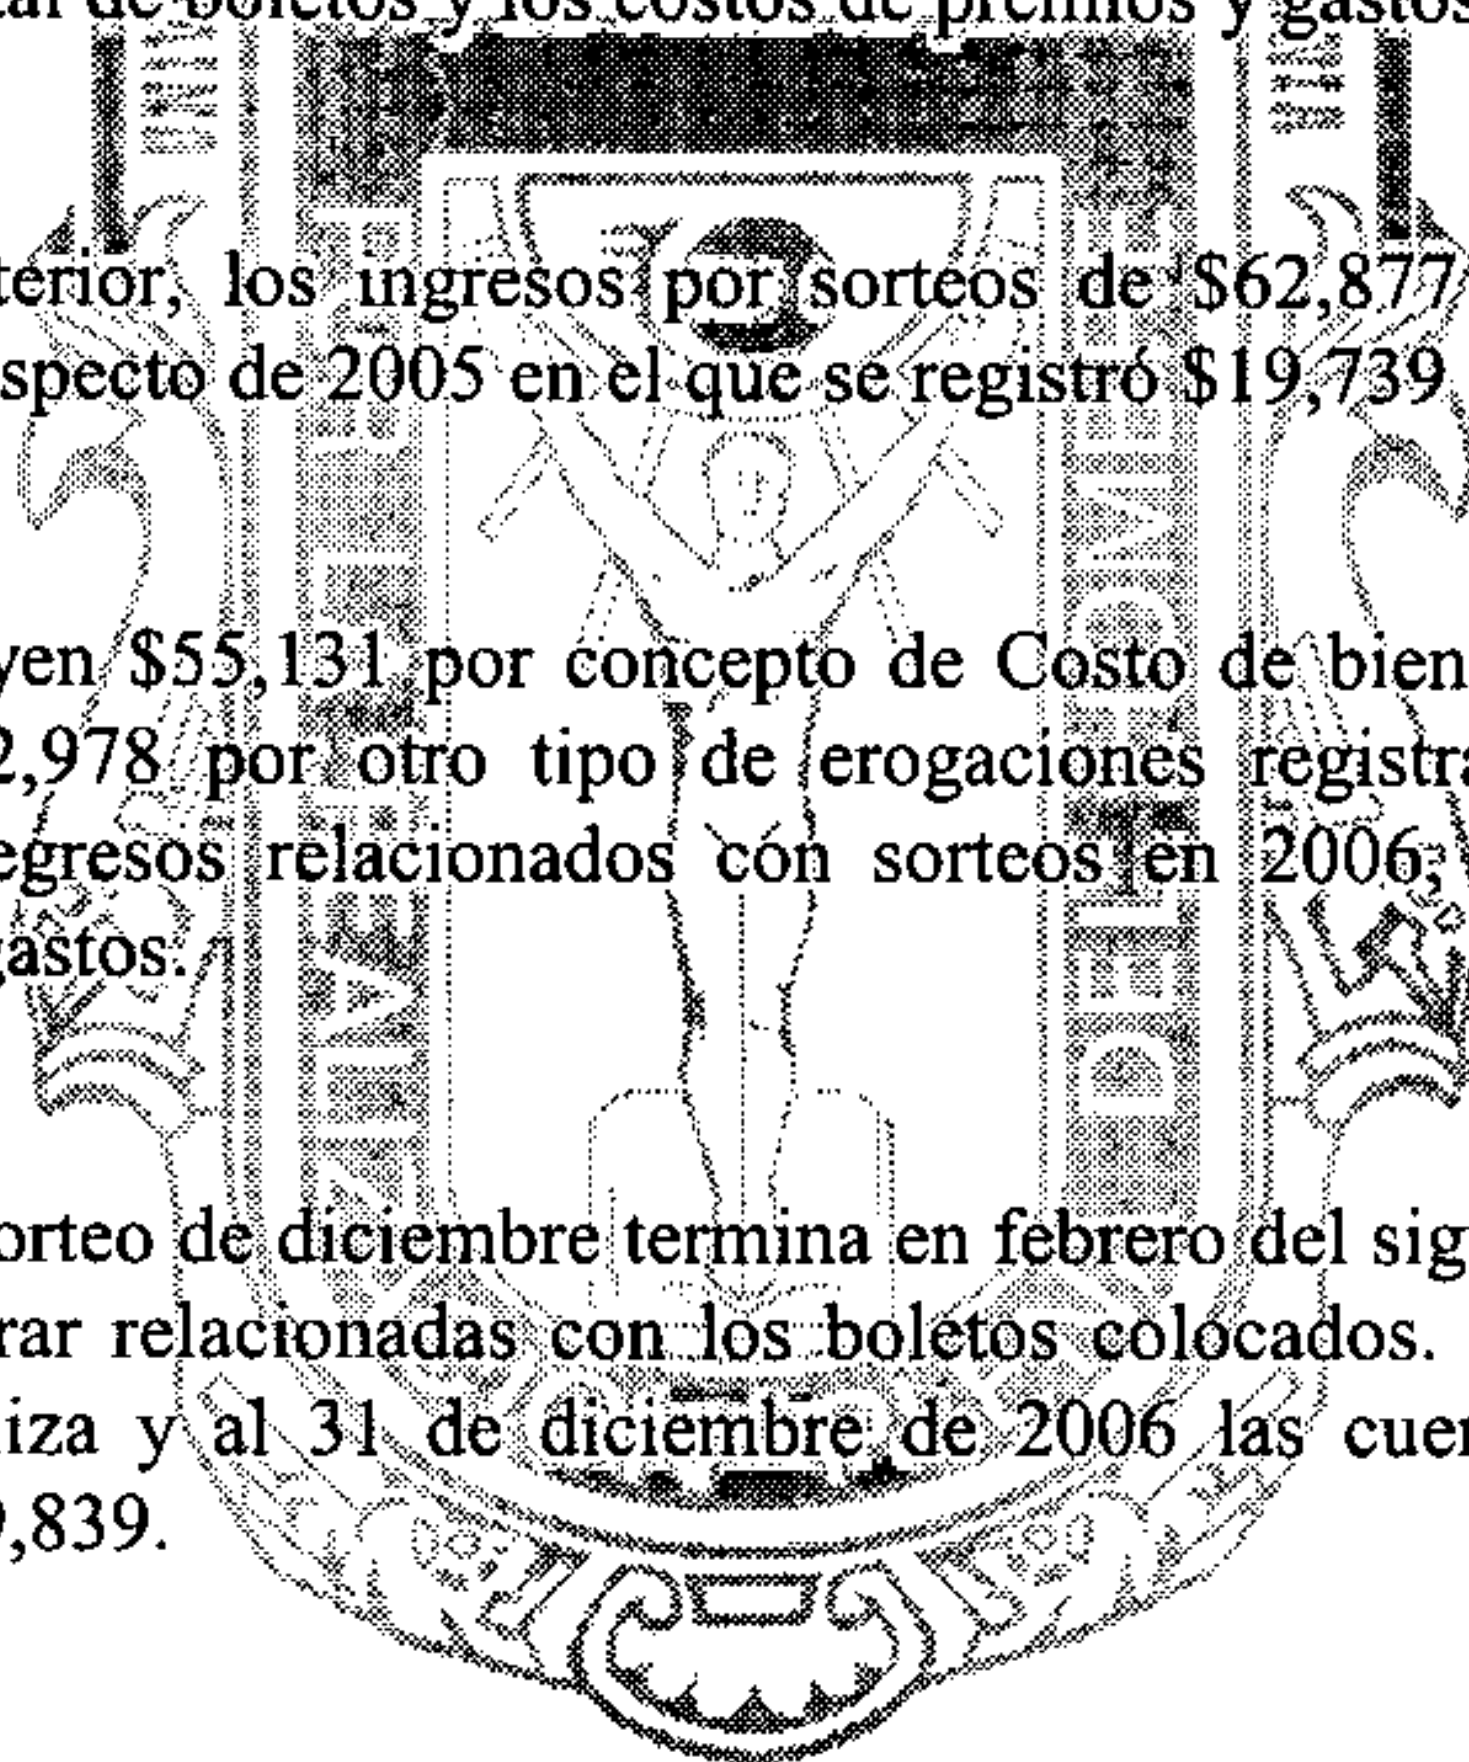 tal de boletos y los costos de premios y gastos
terior, los ingresos por sorteos de $62,877
specto de 2005 en el que se registró $19,739
yen $55,131 por concepto de Costo de bien
2,978 por otro tipo de erogaciones registra
egresos relacionados con sorteos en 2006,
gastos.
orteo de diciembre termina en febrero del sig
rar relacionadas con los boletos colocados.
liza y al 31 de diciembre de 2006 las cuen
9,839.